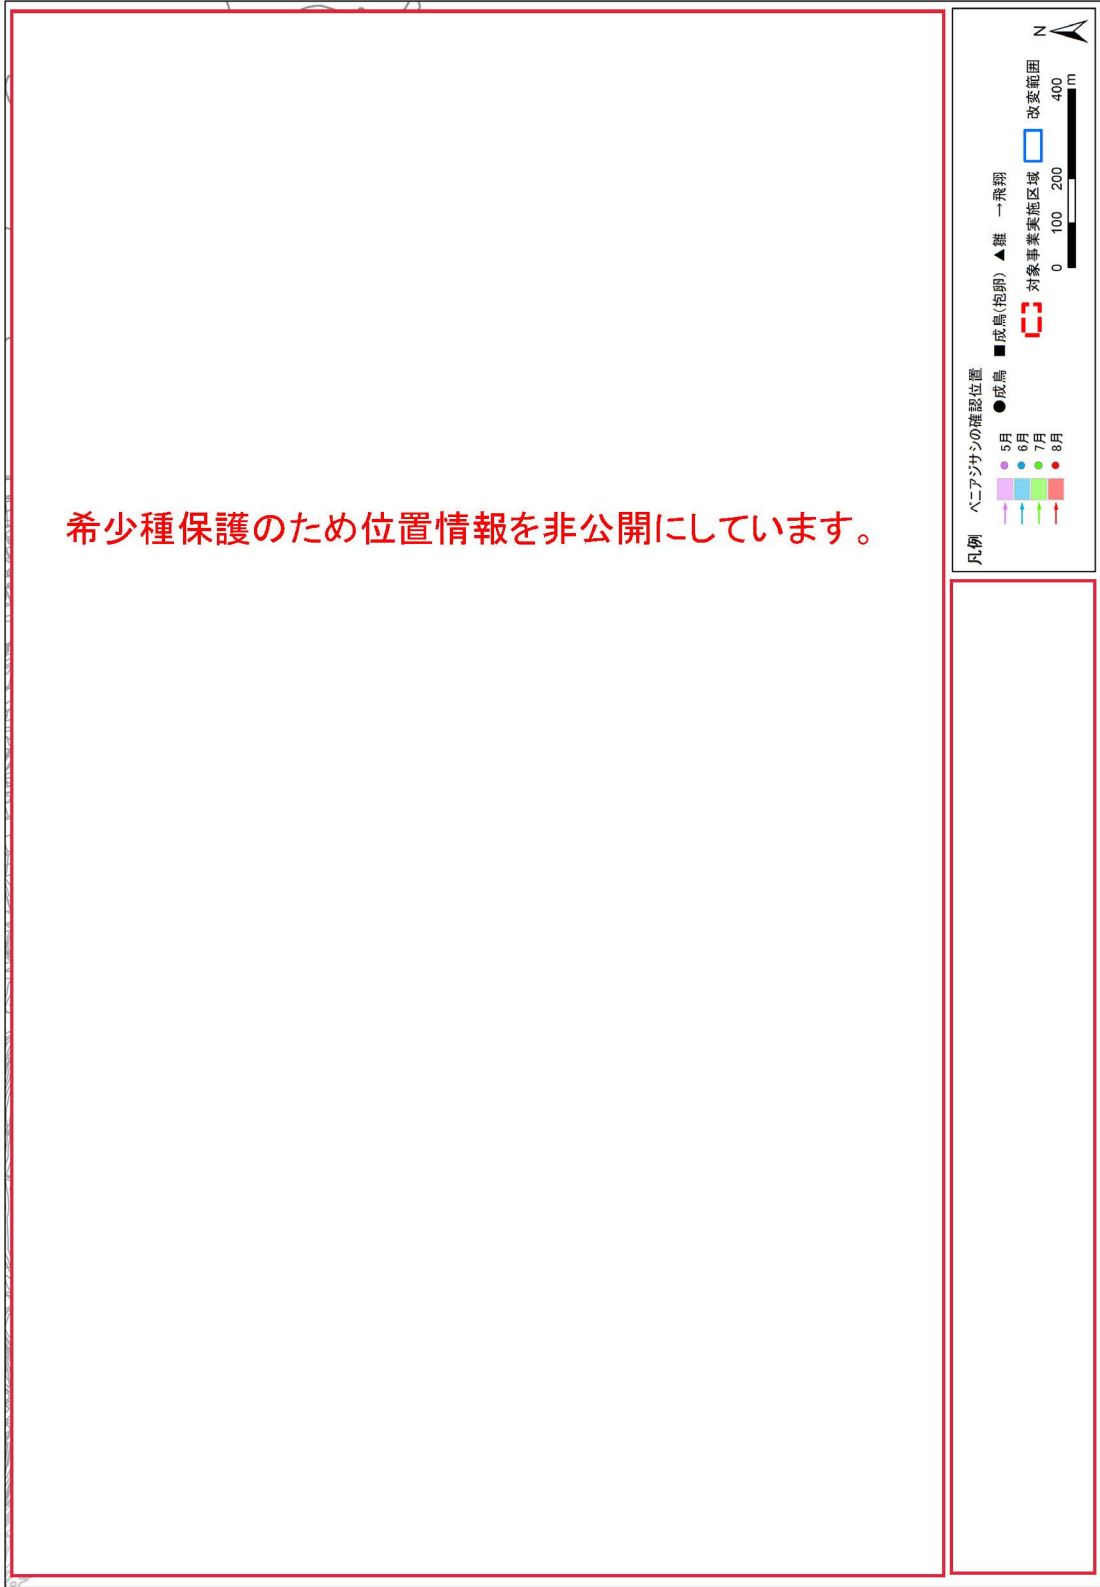 希少種保護のため位置情報を非公開にしています。
凡例 ベニアジサシの確認位置
●成鳥 ■成鳥(抱卵) ▲雛 →飛翔
5月
6月
7月
8月
対象事業実施区域 改変範囲
0 100 200 400
m
N